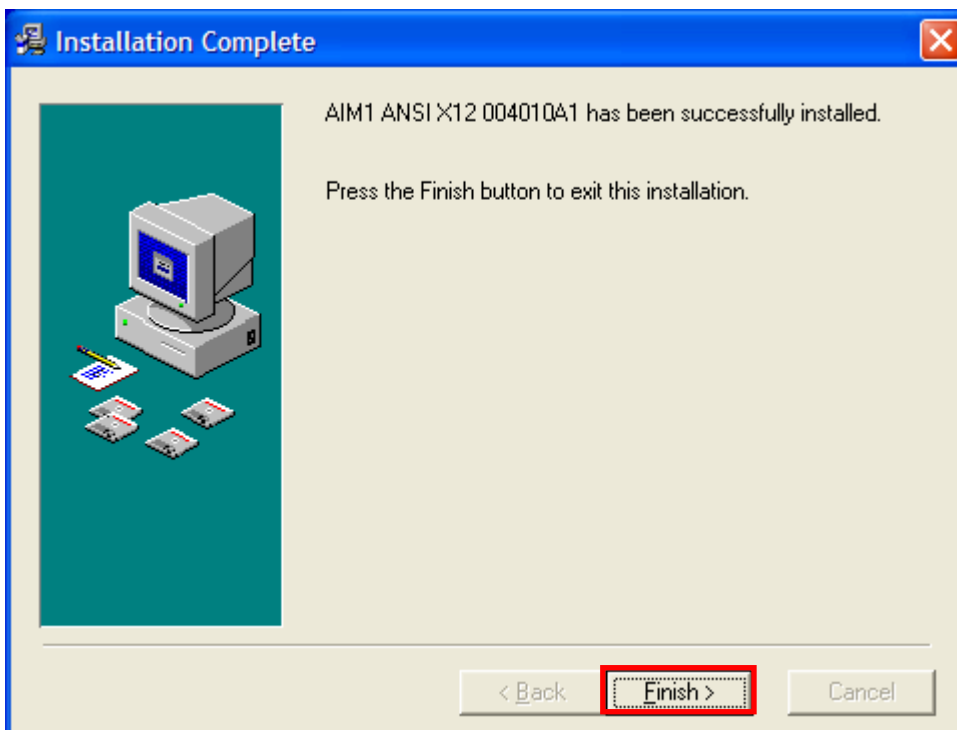 Installation Complete
AIM1 ANSI X12 004010A1 has been successfully installed.
Press the Finish button to exit this installation.
< Back
Finish >
Cancel